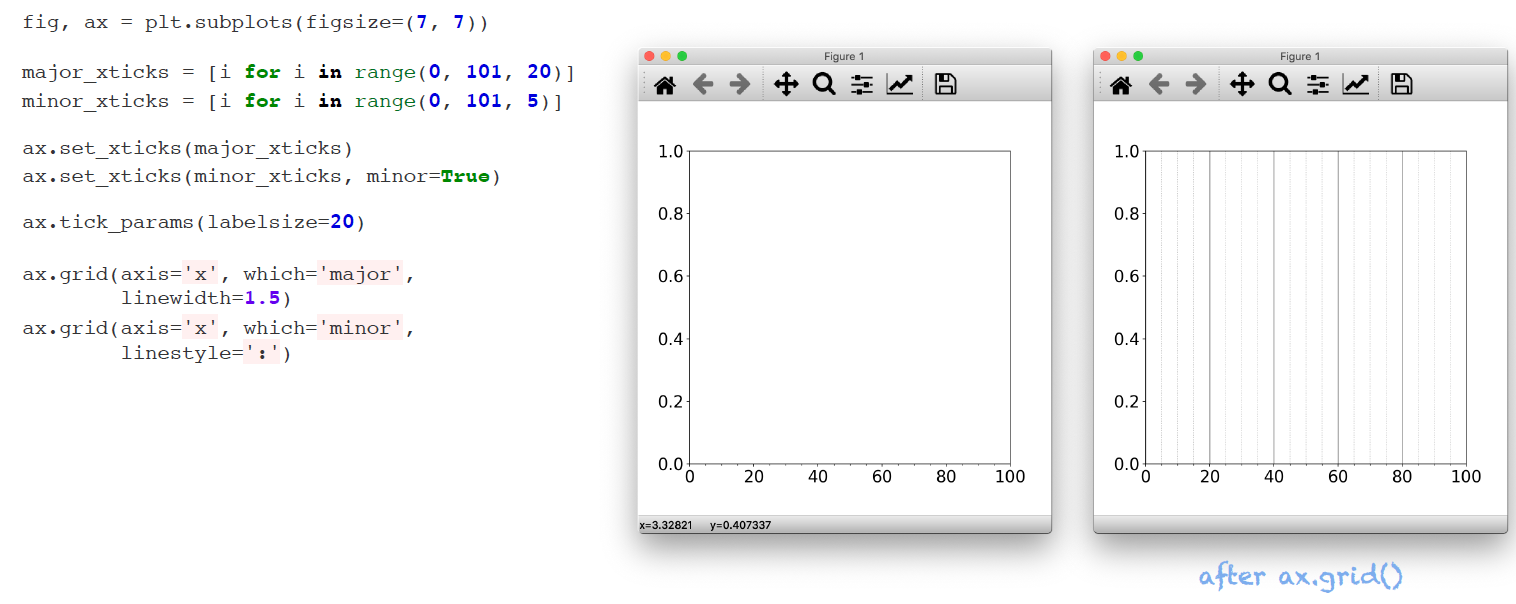 fig, ax = plt.subplots(figsize=(7, 7))
major_xticks = [i for i in range(0, 101, 20)]
minor_xticks = [i for i in range(0, 101, 5)]
ax.set_xticks(major_xticks)
ax.set_xticks(minor_xticks, minor=True)
ax.tick_params(labelsize=20)
ax.grid(axis='x', which='major',
linewidth=1.5)
ax.grid(axis='x', which='minor',
linestyle=':')
Figure 1
1.0
0.8
0.6
0.4
0.2
0.0
0 20 40 60 80 100
x=3.32821 y=0.407337
Figure 1
1.0
0.8
0.6
0.4
0.2
0.0
0 20 40 60 80 100
after ax.grid()